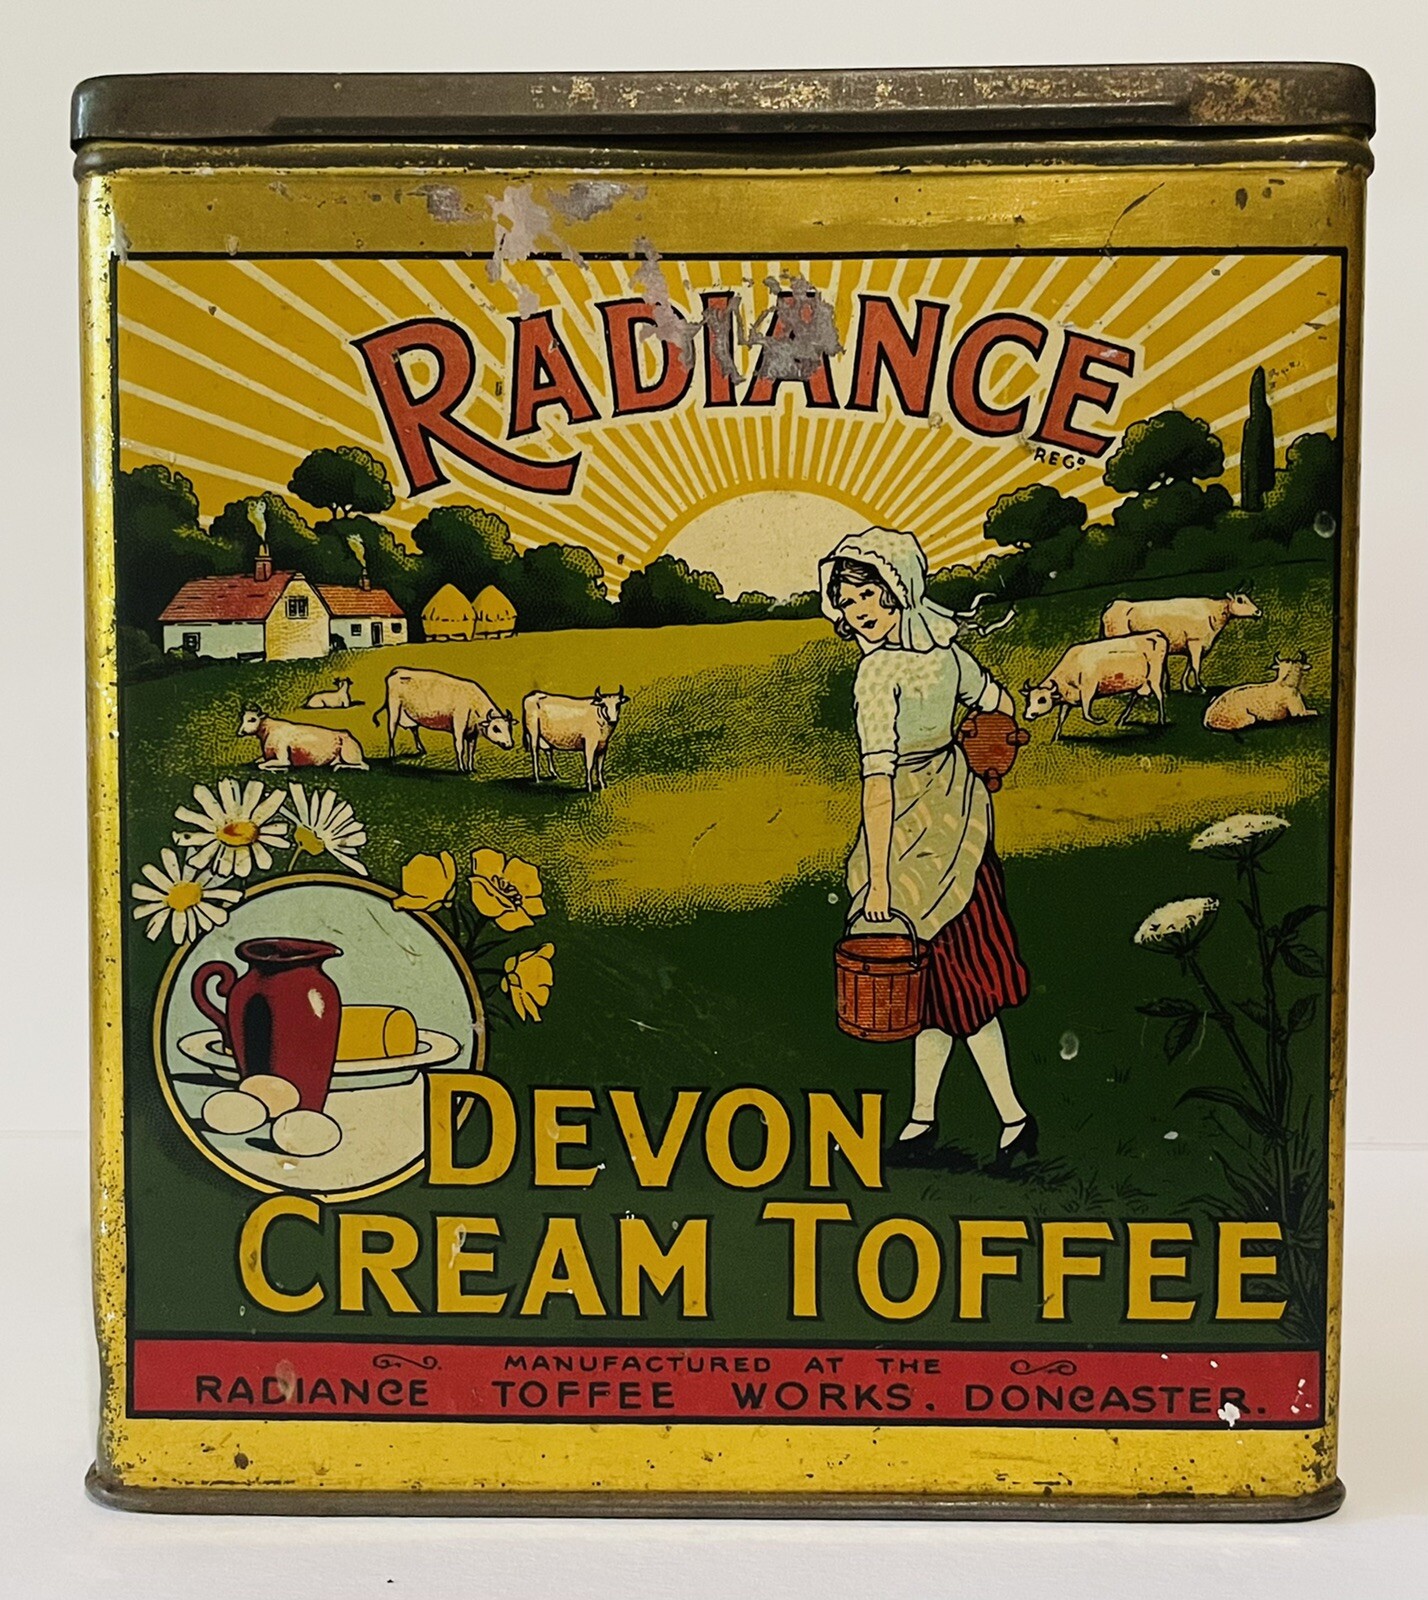 RADIANCE
REGD
DEVON
CREAM TOFFEE
MANUFACTURED AT THE
RADIANCE TOFFEE WORKS. DONCASTER.